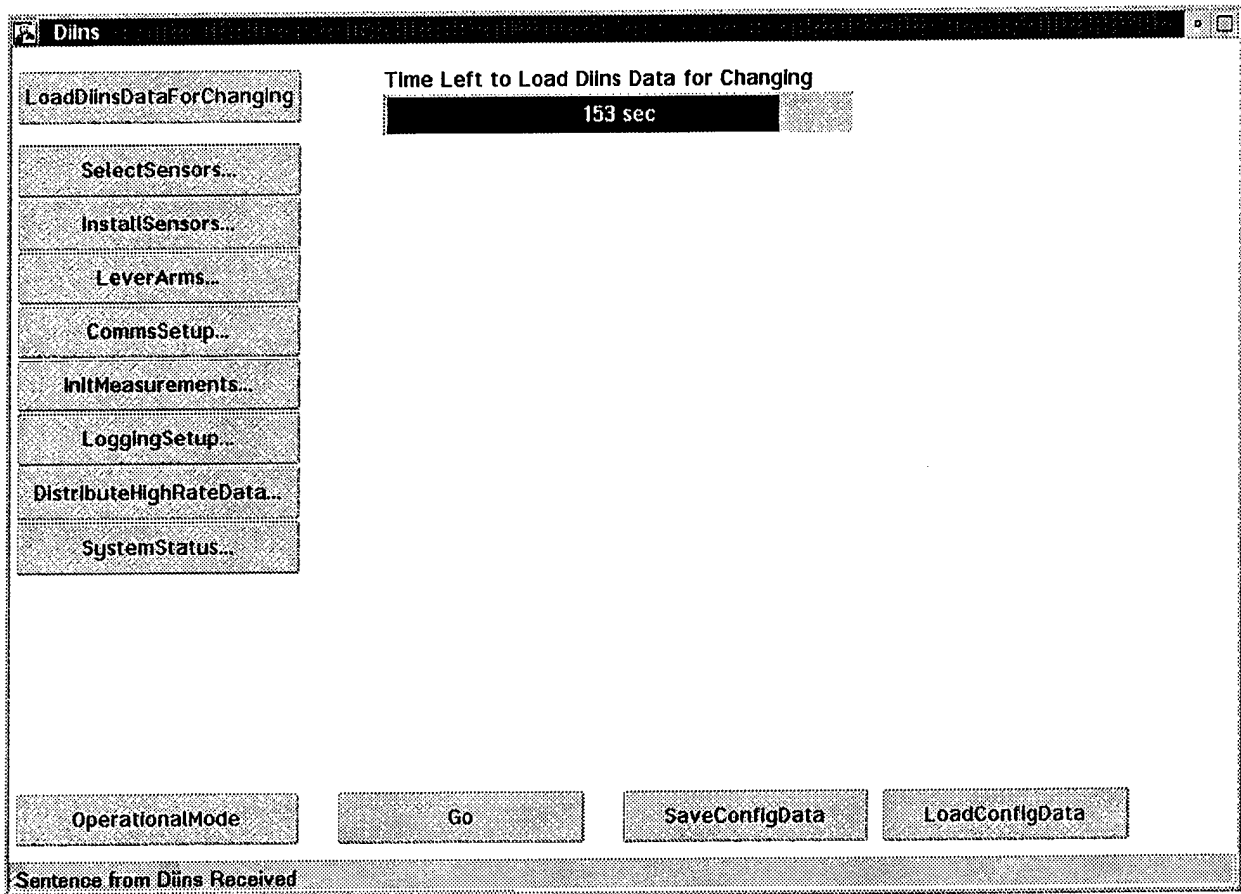 Diins
LoadDiinsDataForChanging
Time Left to Load Diins Data for Changing
153 sec
SelectSensors...
InstallSensors...
LeverArms...
CommsSetup...
InitMeasurements...
LoggingSetup...
DistributeHighRateData...
SystemStatus...
OperationalMode
Go
SaveConfigData
LoadConfigData
Sentence from Diins Received